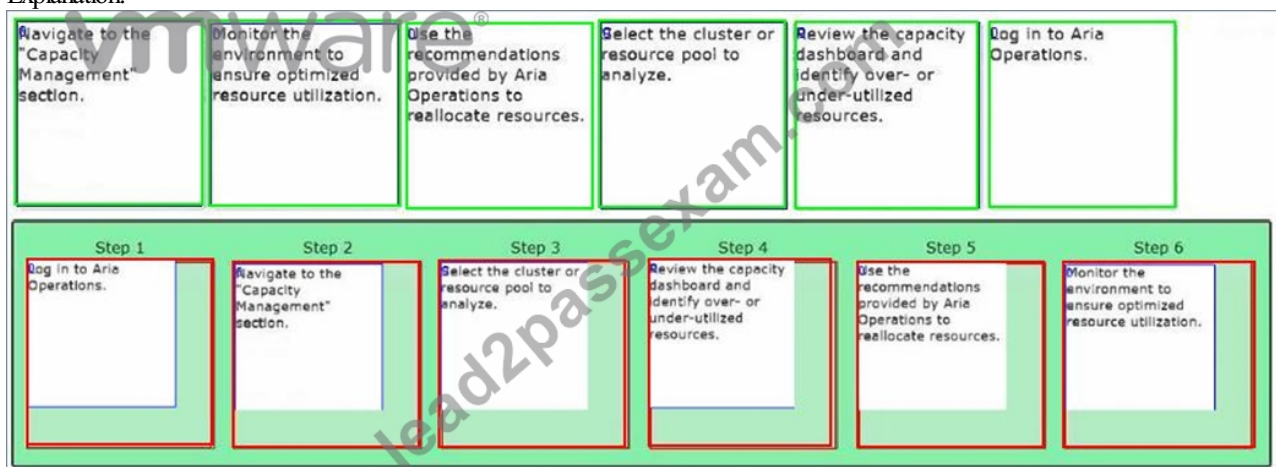 Explanation:
vmware®
Navigate to the
"Capacity
Management"
section.
Monitor the
environment to
ensure optimized
resource utilization.
Use the
recommendations
provided by Aria
Operations to
reallocate resources.
Select the cluster or
resource pool to
analyze.
Review the capacity
dashboard and
identify over- or
under-utilized
resources.
Log in to Aria
Operations.
lead2passexam.com
Step 1
Log in to Aria
Operations.
Step 2
Navigate to the
"Capacity
Management"
section.
Step 3
Select the cluster or
resource pool to
analyze.
Step 4
Review the capacity
dashboard and
identify over- or
under-utilized
resources.
Step 5
Use the
recommendations
provided by Aria
Operations to
reallocate resources.
Step 6
Monitor the
environment to
ensure optimized
resource utilization.